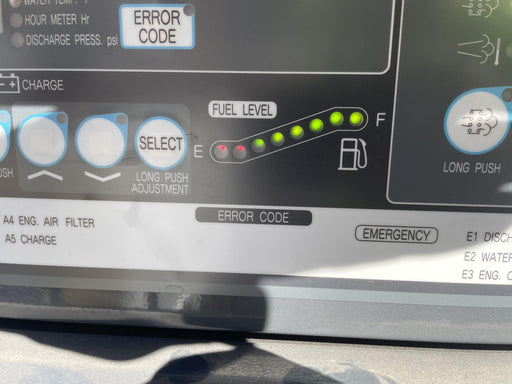 WATER TEMP. °F
HOUR METER Hr
DISCHARGE PRESS. psi
ERROR
CODE
- + CHARGE
FUEL LEVEL
E
F
SELECT
LONG PUSH
ADJUSTMENT
LONG PUSH
A4 ENG. AIR FILTER
A5 CHARGE
ERROR CODE
EMERGENCY
E1 DISCH
E2 WATER
E3 ENG.